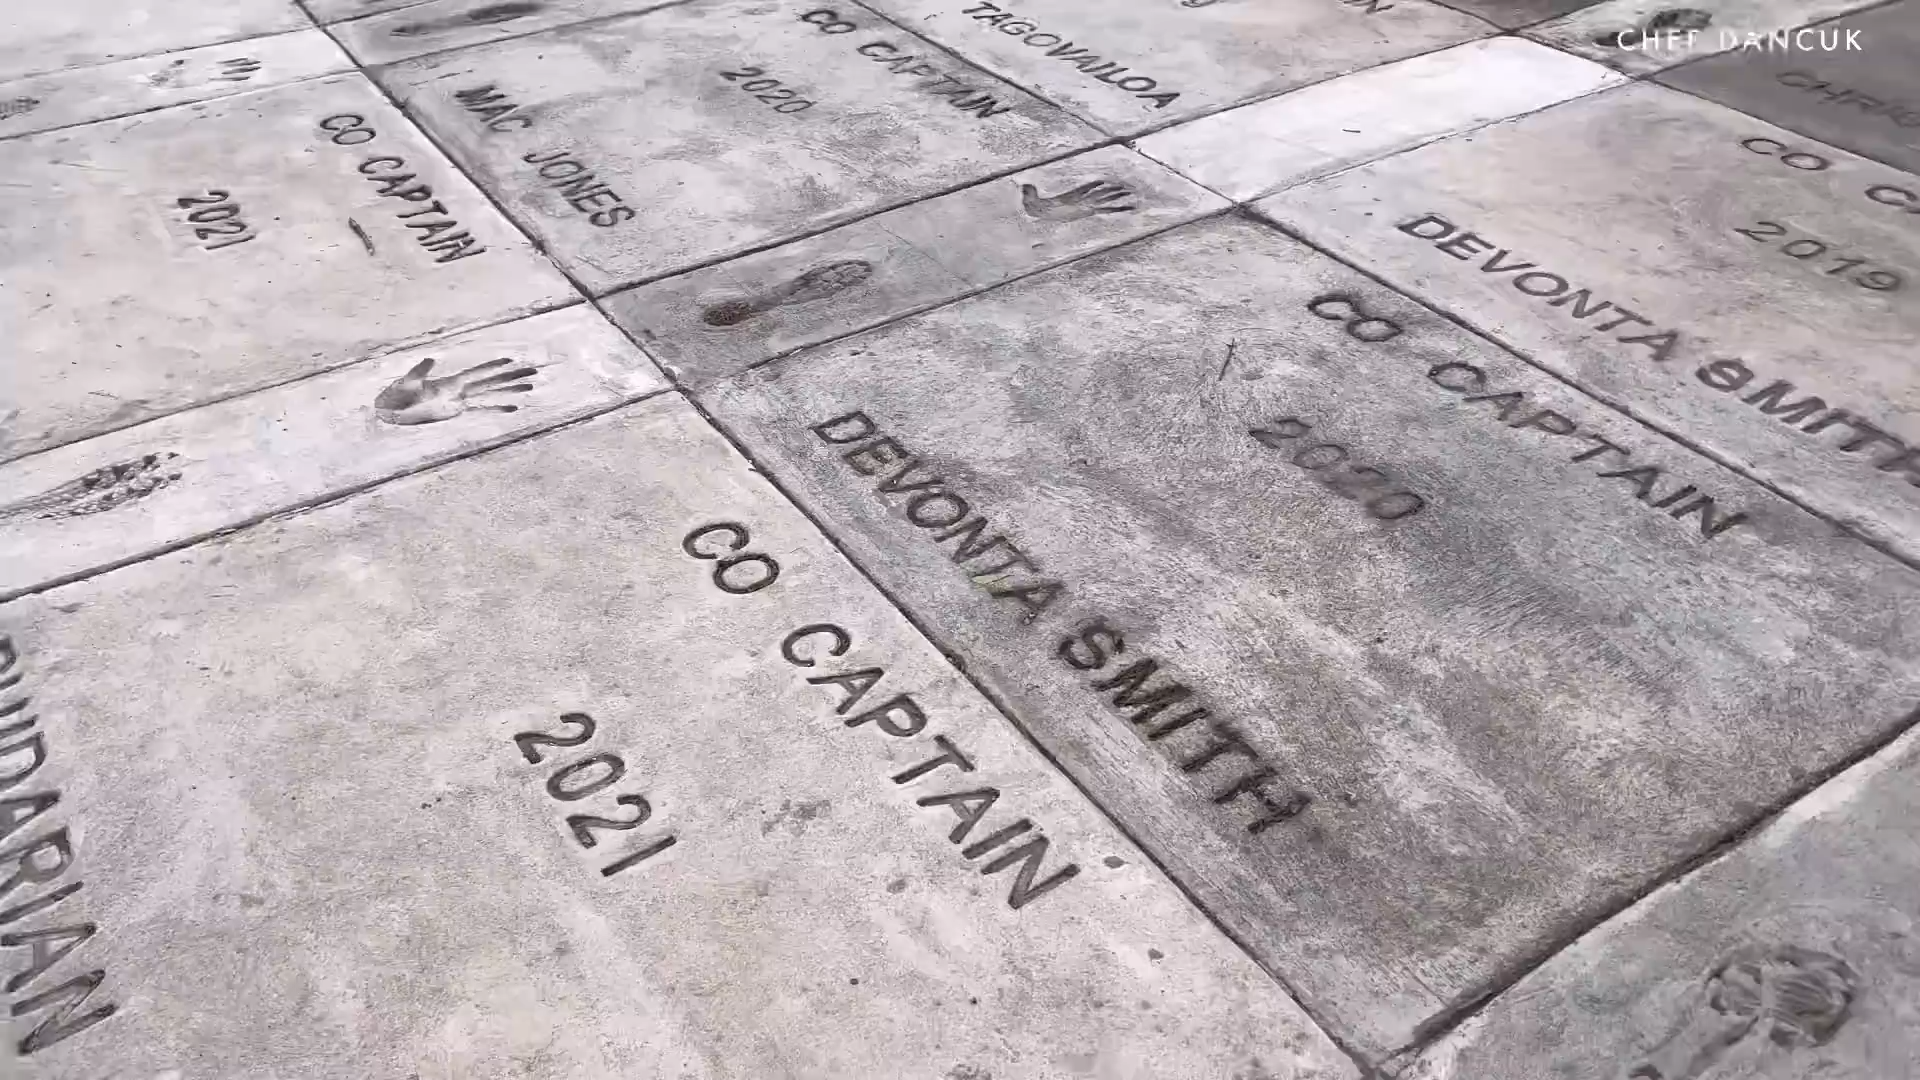 CHEF DANCUK
TAGOVAILOA
CO CAPTAIN
2020
MAC JONES
CO CAPTAIN
2021
CO
2019
DEVONTA SMITH
CO CAPTAIN
2020
DEVONTA SMITH
CO CAPTAIN
2021